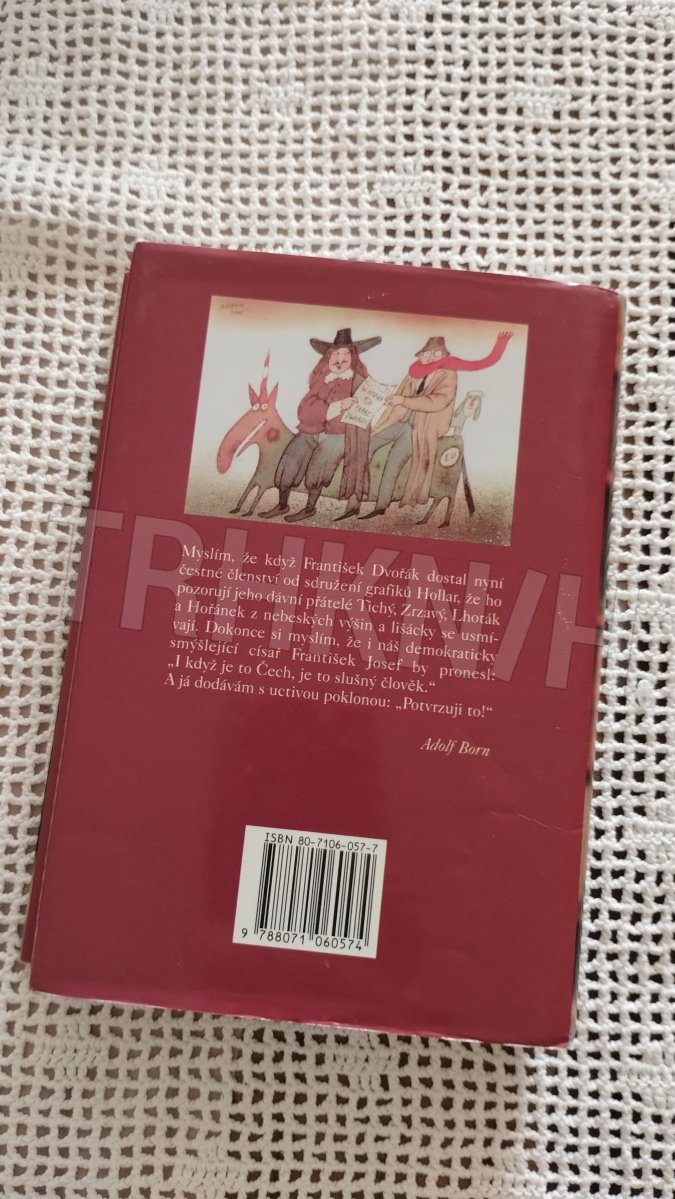 EU
Myslím, že když František Dvořák dostal nyní
čestné členství od sdružení grafiků Hollar, že ho
pozorují jeho dávní přátelé Tichý, Zrzavý, Lhoták
a Hořánek z nebeských výšin a lišácky se usmí-
vají. Dokonce si myslím, že i náš demokraticky
smýšlející císař František Josef by pronesl:
„I když je to Čech, je to slušný člověk.“
A já dodávám s uctivou poklonou: „Potvrzuji to!“
Adolf Born
ISBN 80-7106-057-7
9 788071 060574
TRHKNIH